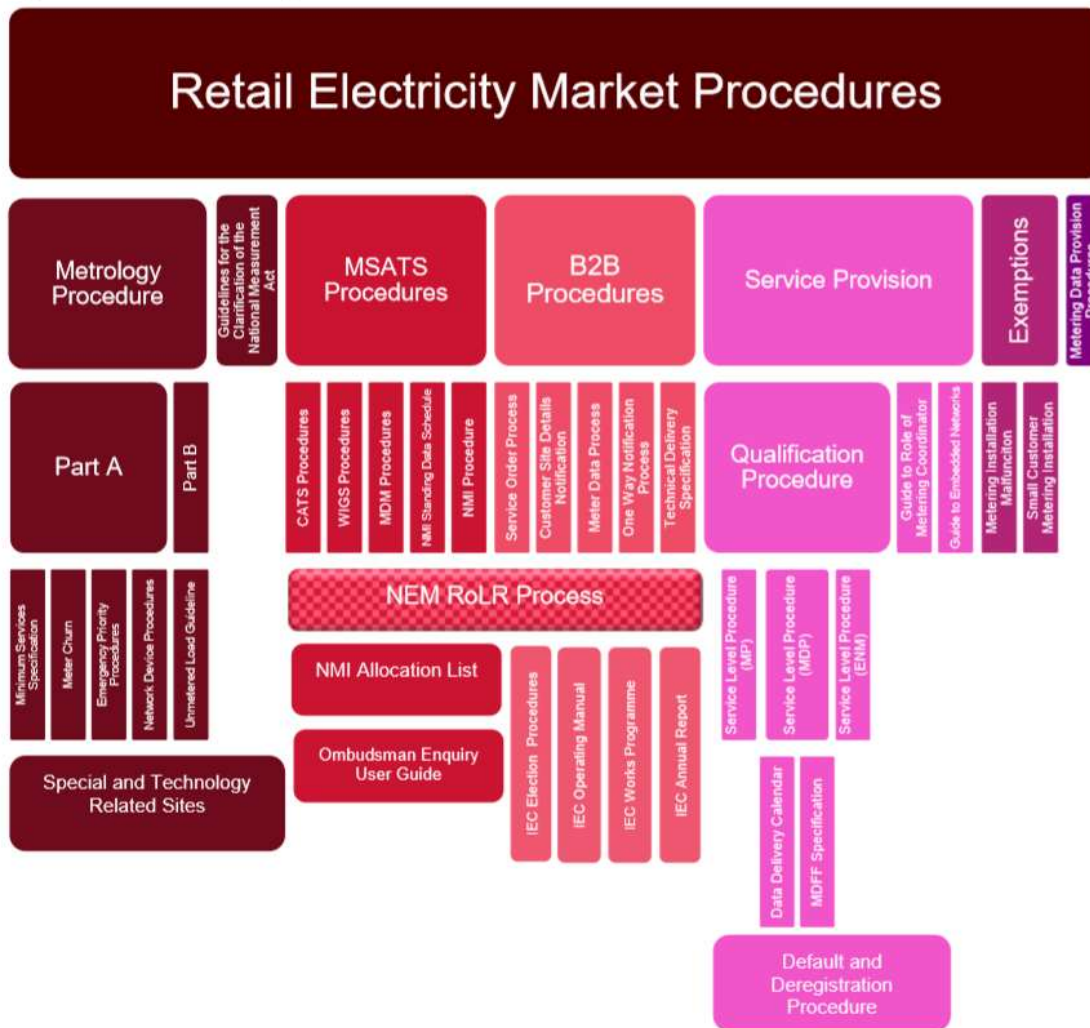 Retail Electricity Market Procedures
Metrology
Procedure
Guidelines for the
Clarification of the
National Measurement
Act
MSATS
Procedures
B2B
Procedures
Service Provision
Exemptions
Metering Data Provision
Procedures
Part A
Part B
CATS Procedures
WIGS Procedures
MDM Procedures
NMI Standing Data Schedule
NMI Procedure
Service Order Process
Customer Site Details
Notification
Meter Data Process
One Way Notification
Process
Technical Delivery
Specification
Qualification
Procedure
Guide to Role of
Metering Coordinator
Guide to Embedded Networks
Metering Installation
Malfunciton
Small Customer
Metering Installation
Minimum Services
Specification
Meter Churn
Emergency Priority
Procedures
Network Device Procedures
Unmetered Load Guideline
NEM RoLR Process
NMI Allocation List
Ombudsman Enquiry
User Guide
IEC Election Procedures
IEC Operating Manual
IEC Works Programme
IEC Annual Report
Service Level Procedure
(MP)
Service Level Procedure
(MDP)
Service Level Procedure
(ENM)
Special and Technology
Related Sites
Data Delivery Calendar
MDFF Specification
Default and
Deregistration
Procedure